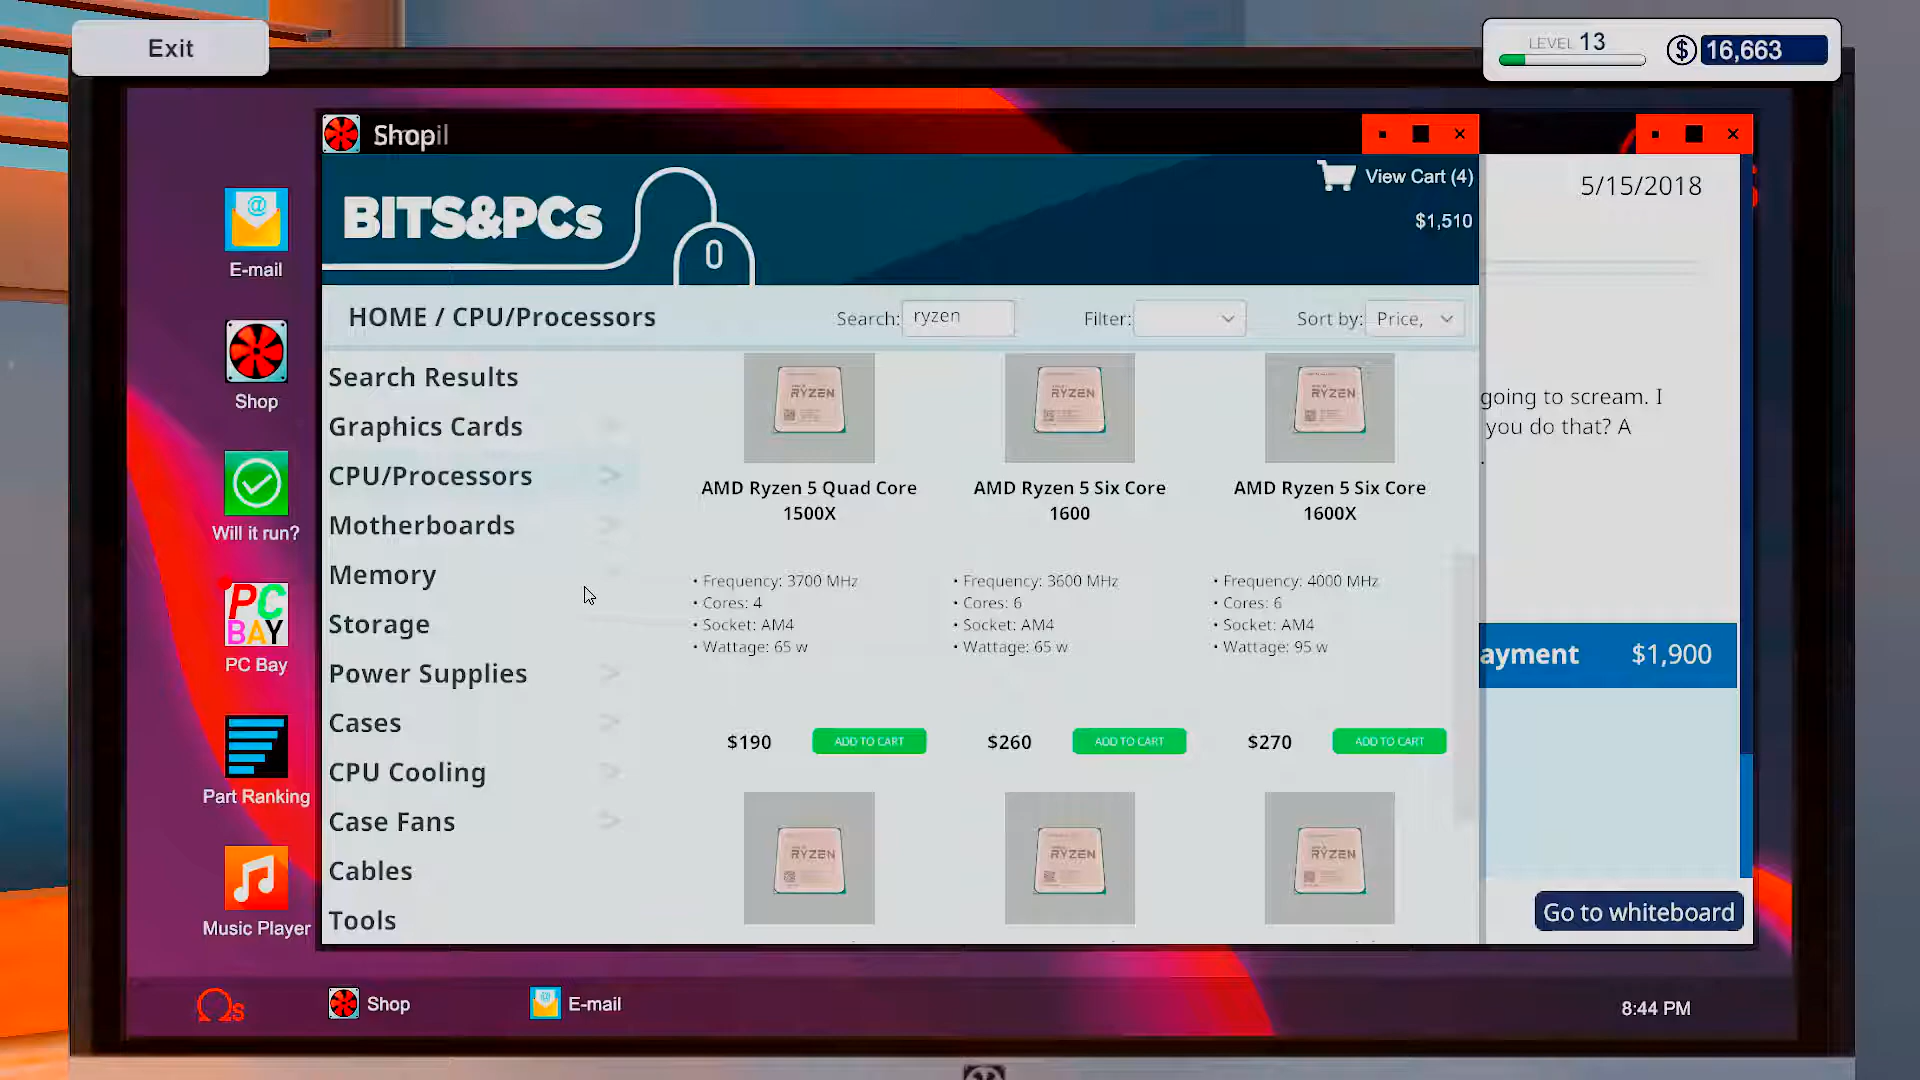 Exit
LEVEL 13
$ 16,663
Shop
BITS&PCs
View Cart (4)
$1,510
5/15/2018
HOME / CPU/Processors
Search: ryzen
Filter:
Sort by: Price,
E-mail
Shop
Will it run?
PC BAY
PC Bay
Part Ranking
Music Player
Search Results
Graphics Cards >
CPU/Processors >
Motherboards >
Memory
Storage
Power Supplies >
Cases >
CPU Cooling >
Case Fans >
Cables
Tools
RYZEN
RYZEN
RYZEN
AMD Ryzen 5 Quad Core
1500X
• Frequency: 3700 MHz
• Cores: 4
• Socket: AM4
• Wattage: 65 w
$190 ADD TO CART
AMD Ryzen 5 Six Core
1600
• Frequency: 3600 MHz
• Cores: 6
• Socket: AM4
• Wattage: 65 w
$260 ADD TO CART
AMD Ryzen 5 Six Core
1600X
• Frequency: 4000 MHz
• Cores: 6
• Socket: AM4
• Wattage: 95 w
$270 ADD TO CART
RYZEN
RYZEN
RYZEN
going to scream. I
you do that? A
.
ayment $1,900
Go to whiteboard
Ωs
Shop
E-mail
8:44 PM